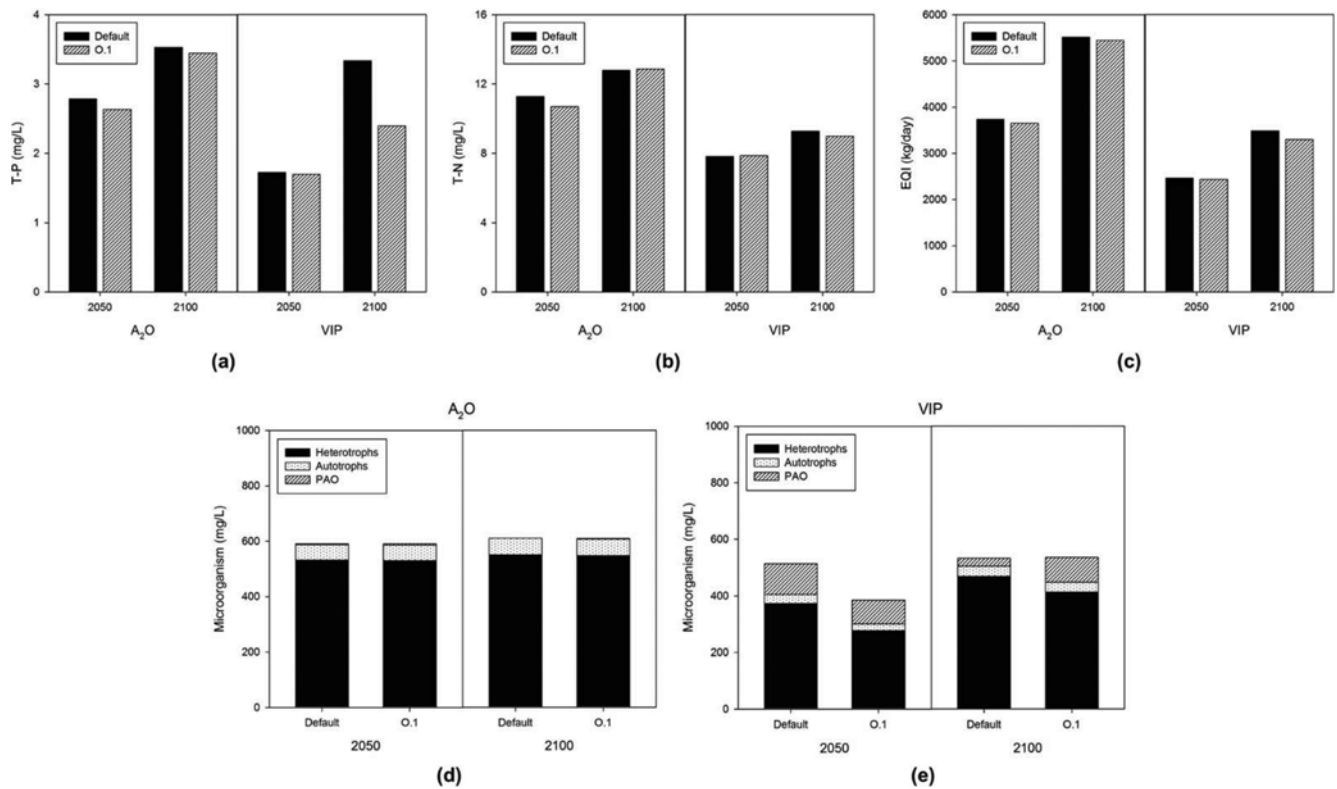 4
3
2
1
0
T-P (mg/L)
Default
O.1
2050
2100
2050
2100
A₂O
VIP
(a)
16
12
8
4
0
T-N (mg/L)
Default
O.1
2050
2100
2050
2100
A₂O
VIP
(b)
6000
5000
4000
3000
2000
1000
0
EQI (kg/day)
Default
O.1
2050
2100
2050
2100
A₂O
VIP
(c)
A₂O
1000
800
600
400
200
0
Microorganism (mg/L)
Heterotrophs
Autotrophs
PAO
Default
O.1
Default
O.1
2050
2100
(d)
VIP
1000
800
600
400
200
0
Microorganism (mg/L)
Heterotrophs
Autotrophs
PAO
Default
O.1
Default
O.1
2050
2100
(e)